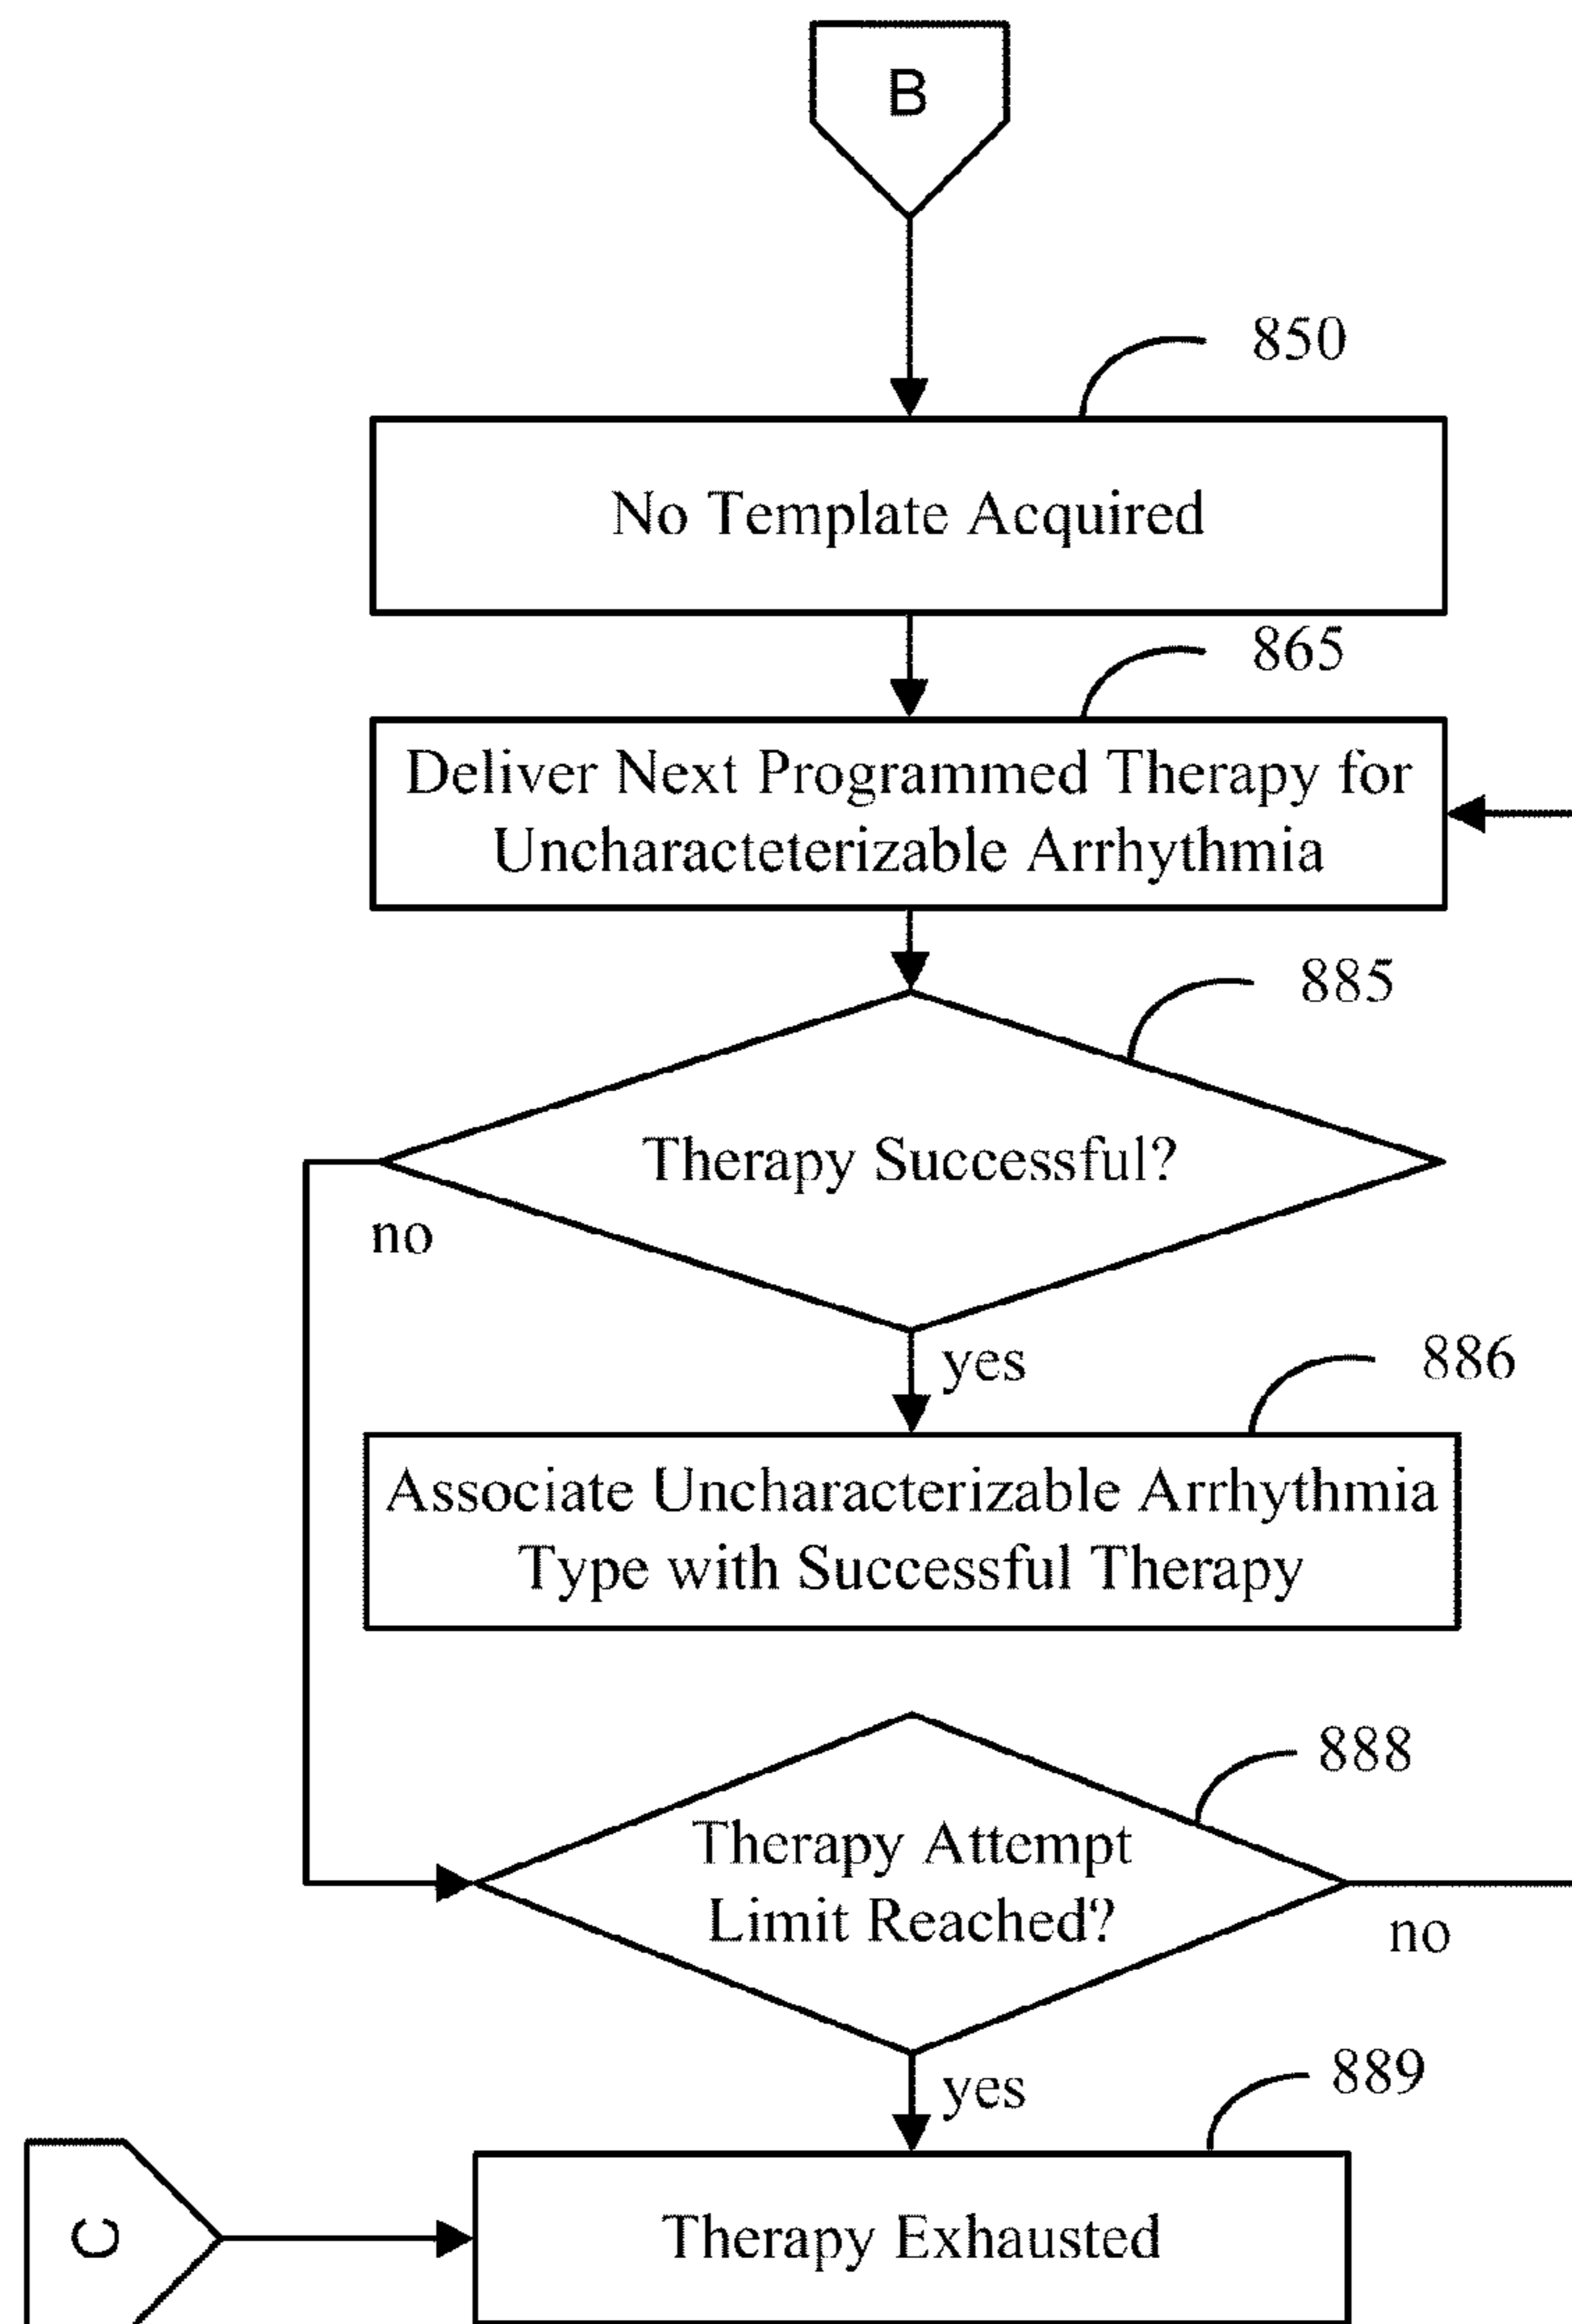 B
850
No Template Acquired
865
Deliver Next Programmed Therapy for
Uncharacteterizable Arrhythmia
885
Therapy Successful?
no
yes
886
Associate Uncharacterizable Arrhythmia
Type with Successful Therapy
888
Therapy Attempt
Limit Reached?
no
yes
889
C
Therapy Exhausted